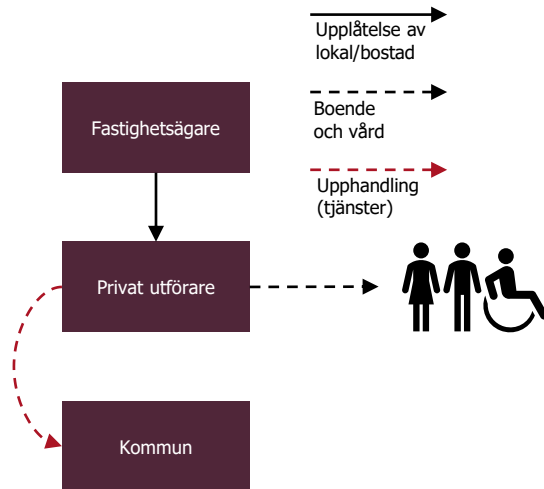 Upplåtelse av
lokal/bostad
Fastighetsägare
Boende
och vård
Upphandling
(tjänster)
Privat utförare
Kommun